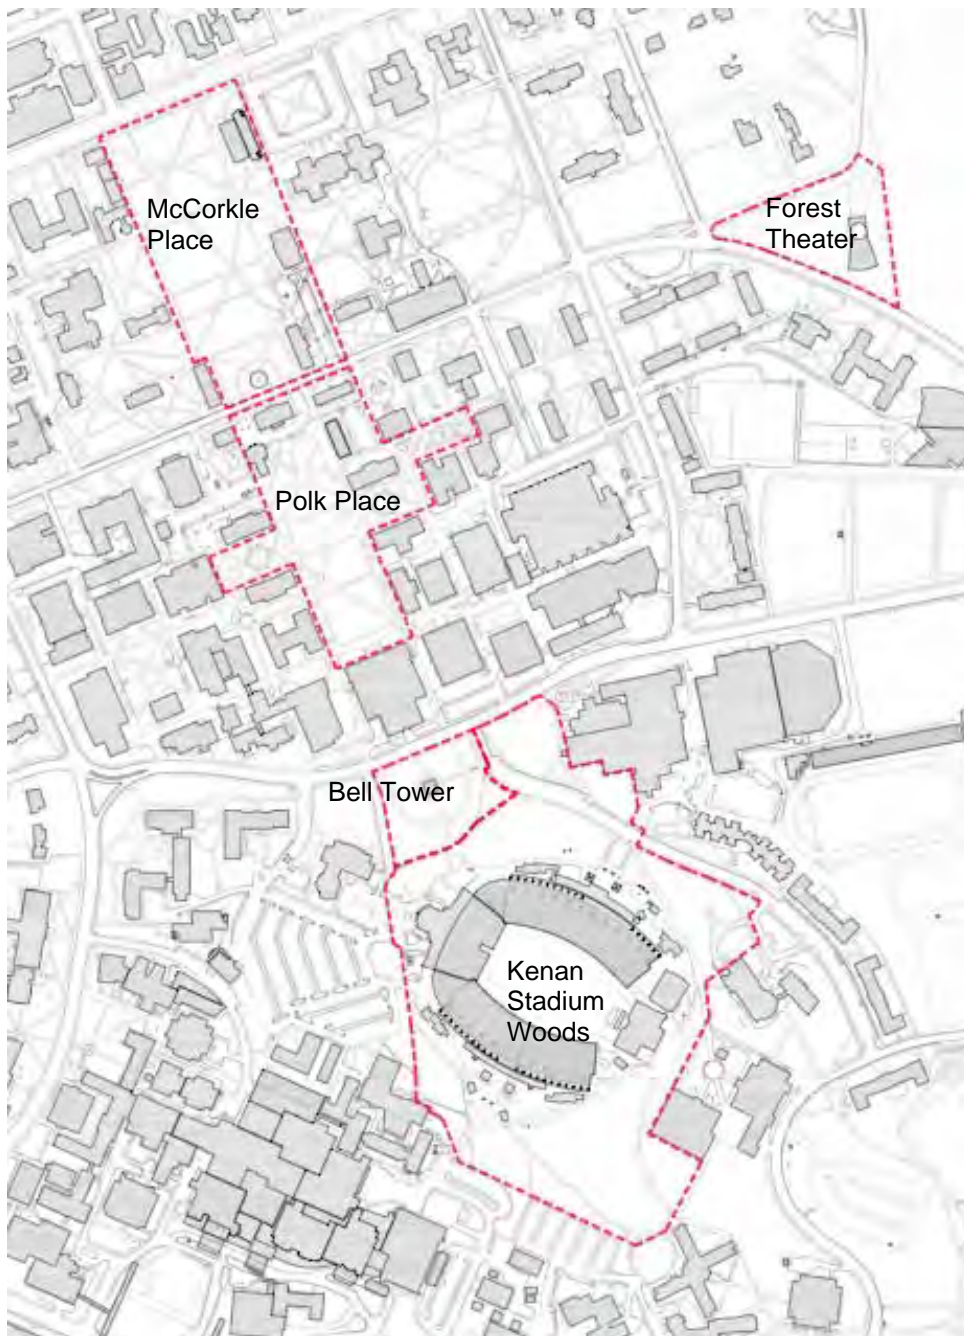 McCorkle
Place
Forest
Theater
Polk Place
Bell Tower
Kenan
Stadium
Woods